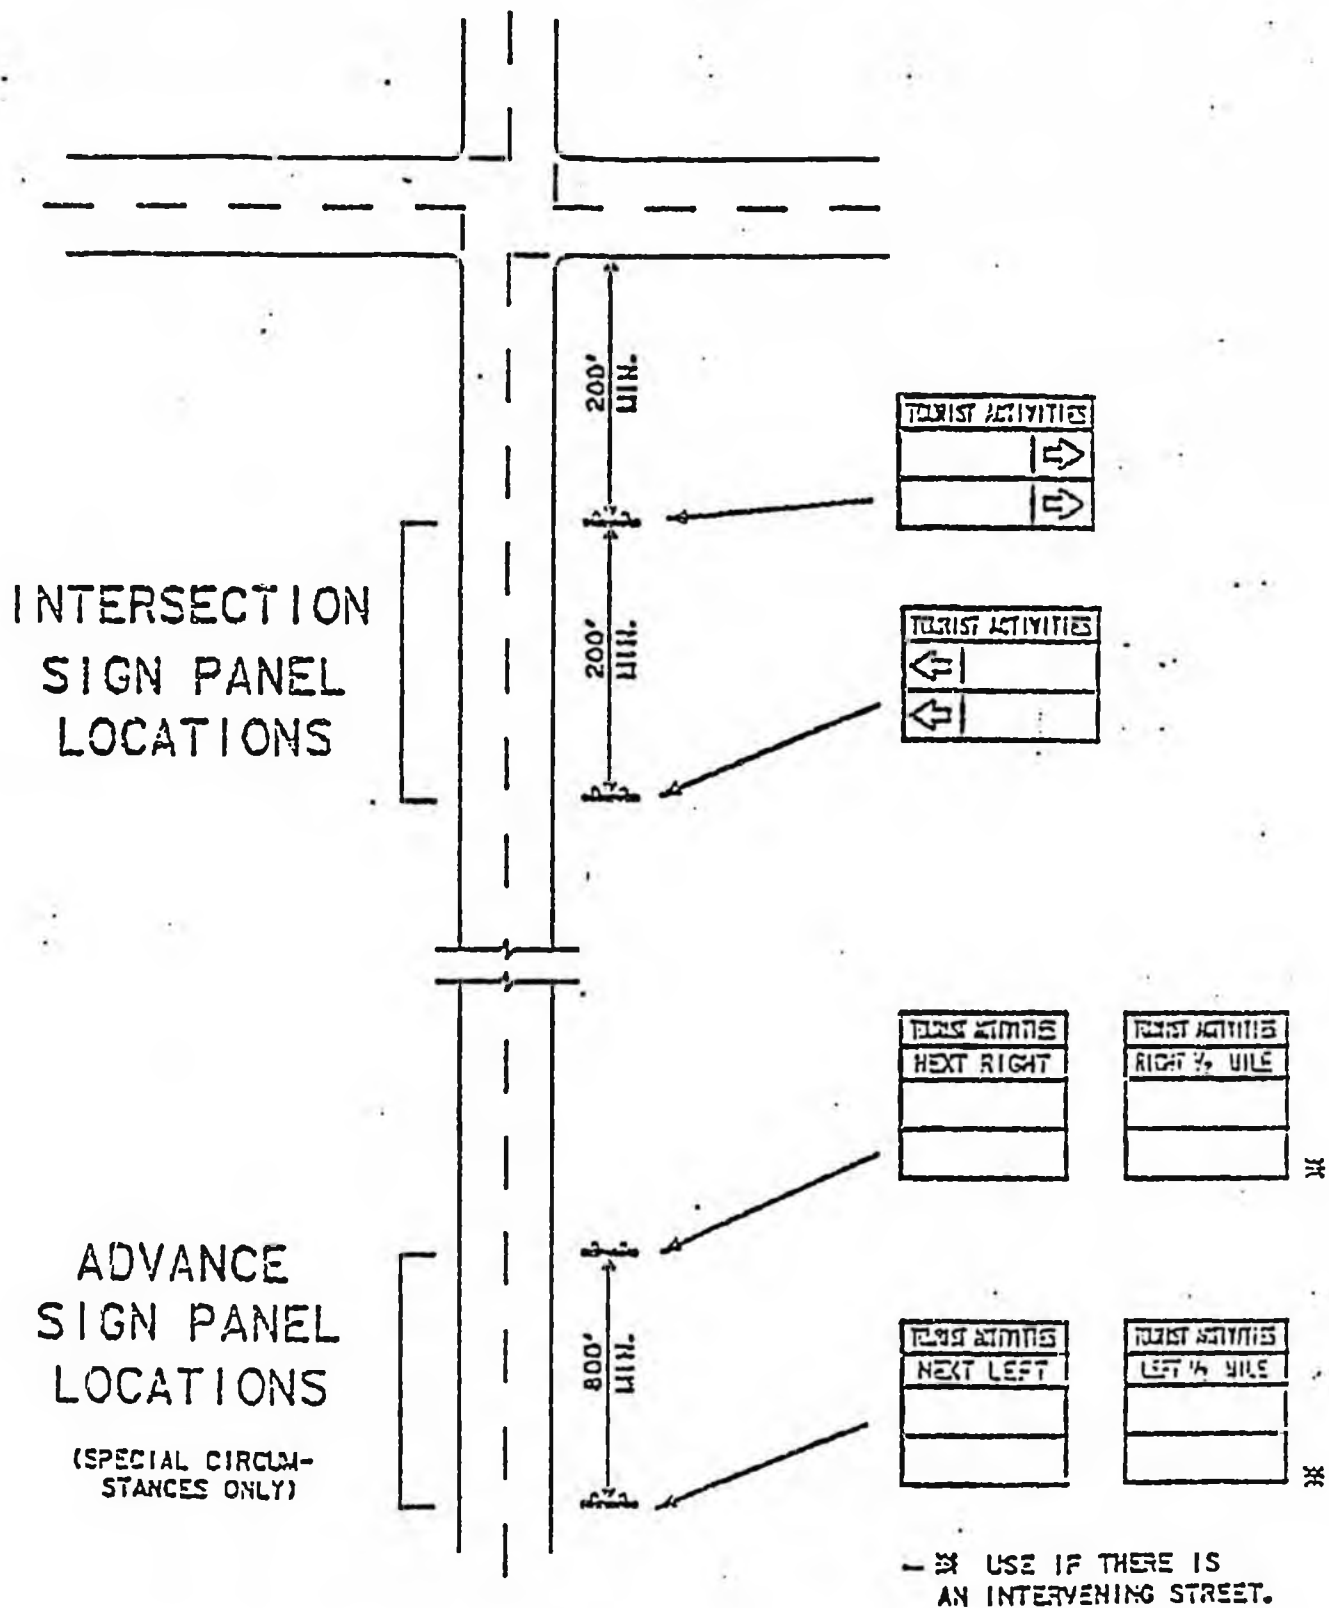 200'
MIN.
TOURIST ACTIVITIES
INTERSECTION
SIGN PANEL
LOCATIONS
200'
MIN.
TOURIST ACTIVITIES
TOURIST ACTIVITIES
NEXT RIGHT
TOURIST ACTIVITIES
RIGHT ½ MILE
※
ADVANCE
SIGN PANEL
LOCATIONS
(SPECIAL CIRCUM-
STANCES ONLY)
800'
MIN.
TOURIST ACTIVITIES
NEXT LEFT
TOURIST ACTIVITIES
LEFT ½ MILE
※
— ※ USE IF THERE IS
AN INTERVENING STREET.